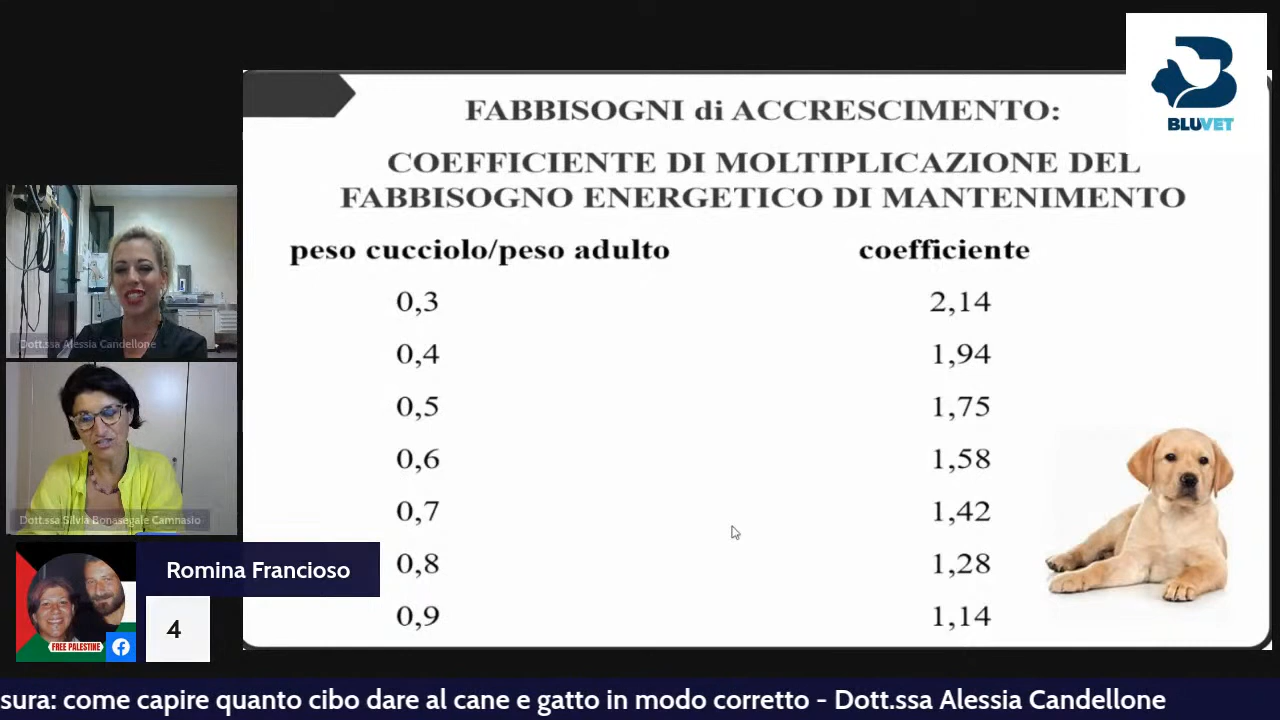 BLUVET
FABBISOGNI di ACCRESCIMENTO:
COEFFICIENTE DI MOLTIPLICAZIONE DEL
FABBISOGNO ENERGETICO DI MANTENIMENTO
peso cucciolo/peso adulto coefficiente
0,3 2,14
0,4 1,94
0,5 1,75
0,6 1,58
0,7 1,42
0,8 1,28
0,9 1,14
Dott.ssa Alessia Candellone
Dott.ssa Silvia Bonasegale Camnasio
Romina Francioso
4
FREE PALESTINE
sura: come capire quanto cibo dare al cane e gatto in modo corretto - Dott.ssa Alessia Candellone